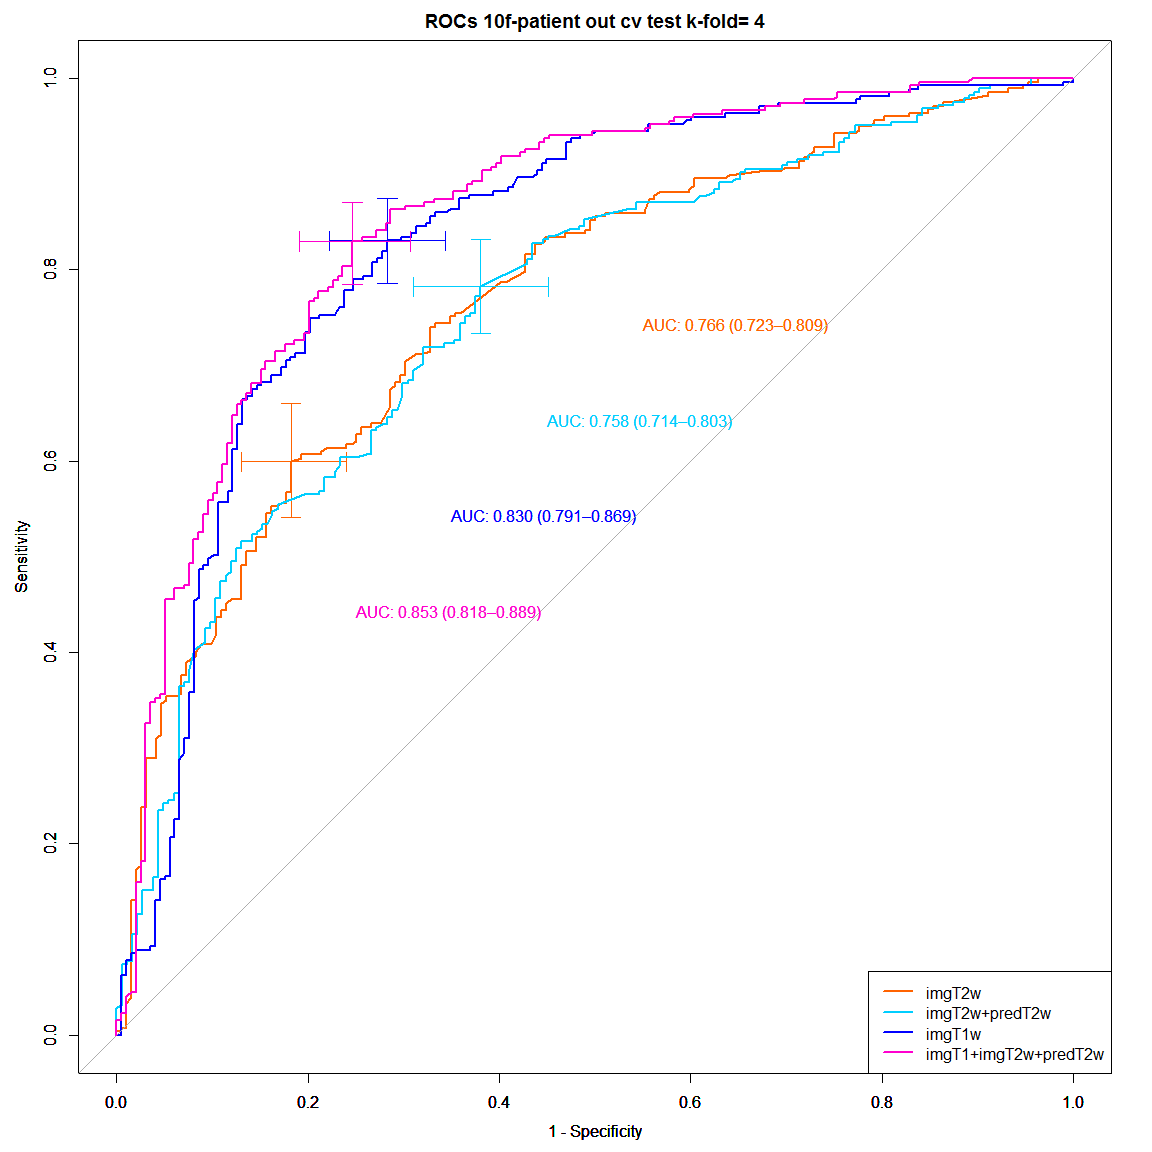 ROCs 10f-patient out cv test k-fold= 4
1.0
0.8
0.6
0.4
0.2
0.0
Sensitivity
AUC: 0.766 (0.723–0.809)
AUC: 0.758 (0.714–0.803)
AUC: 0.830 (0.791–0.869)
AUC: 0.853 (0.818–0.889)
imgT2w
imgT2w+predT2w
imgT1w
imgT1+imgT2w+predT2w
0.0 0.2 0.4 0.6 0.8 1.0
1 - Specificity